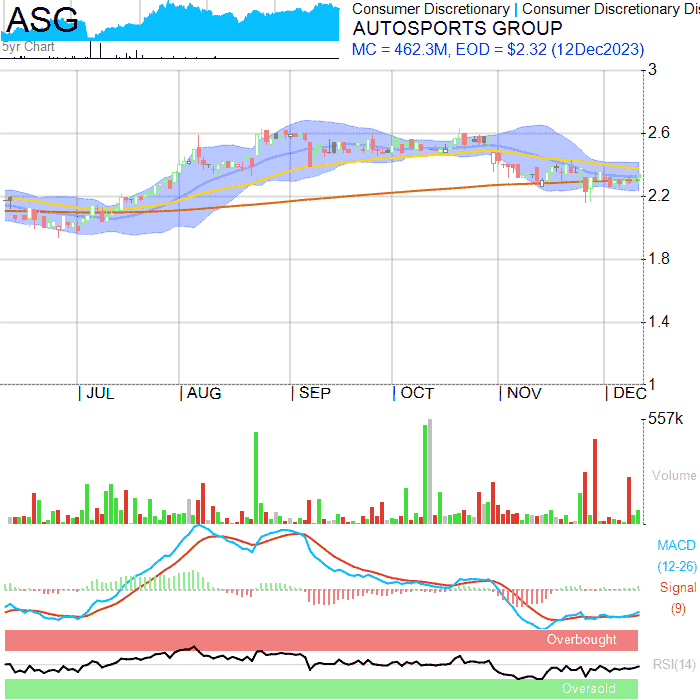 ASG
5yr Chart
Consumer Discretionary | Consumer Discretionary Dis
AUTOSPORTS GROUP
MC = 462.3M, EOD = $2.32 (12Dec2023)
3
2.6
2.2
1.8
1.4
1
| JUL | AUG | SEP | OCT | NOV | DEC
557k
Volume
MACD
(12-26)
Signal
(9)
Overbought
RSI(14)
Oversold